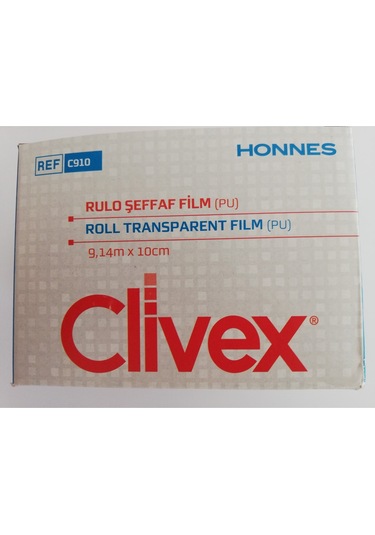 REF C910
HONNES
RULO ŞEFFAF FİLM (PU)
ROLL TRANSPARENT FILM (PU)
9,14m x 10cm
Clivex®